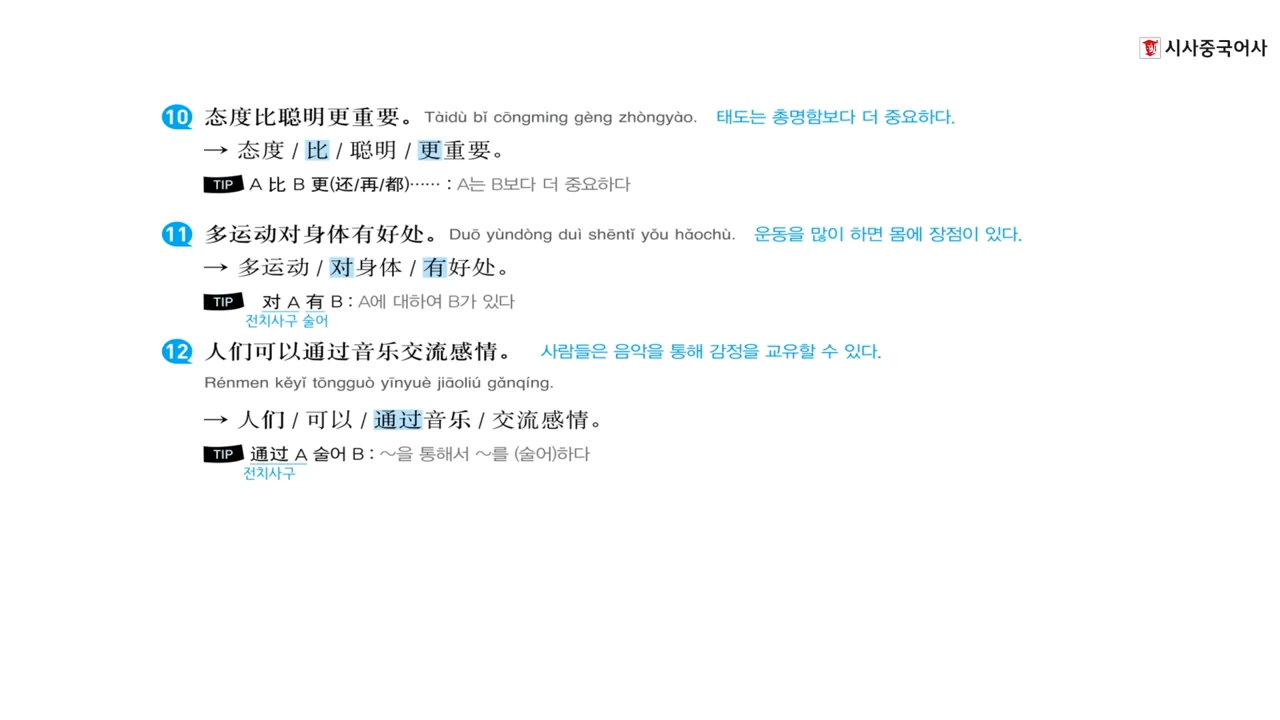 시사중국어사
10 态度比聪明更重要。 Tàidù bǐ cōngming gèng zhòngyào. 태도는 총명함보다 더 중요하다.
→ 态度 / 比 / 聪明 / 更重要。
TIP A 比 B 更(还/再/都)…… : A는 B보다 더 중요하다
11 多运动对身体有好处。 Duō yùndòng duì shēntǐ yǒu hǎochù. 운동을 많이 하면 몸에 장점이 있다.
→ 多运动 / 对身体 / 有好处。
TIP 对 A 有 B : A에 대하여 B가 있다
전치사구 술어
12 人们可以通过音乐交流感情。 사람들은 음악을 통해 감정을 교유할 수 있다.
Rénmen kěyǐ tōngguò yīnyuè jiāoliú gǎnqíng.
→ 人们 / 可以 / 通过音乐 / 交流感情。
TIP 通过 A 술어 B : ～을 통해서 ～를 (술어)하다
전치사구